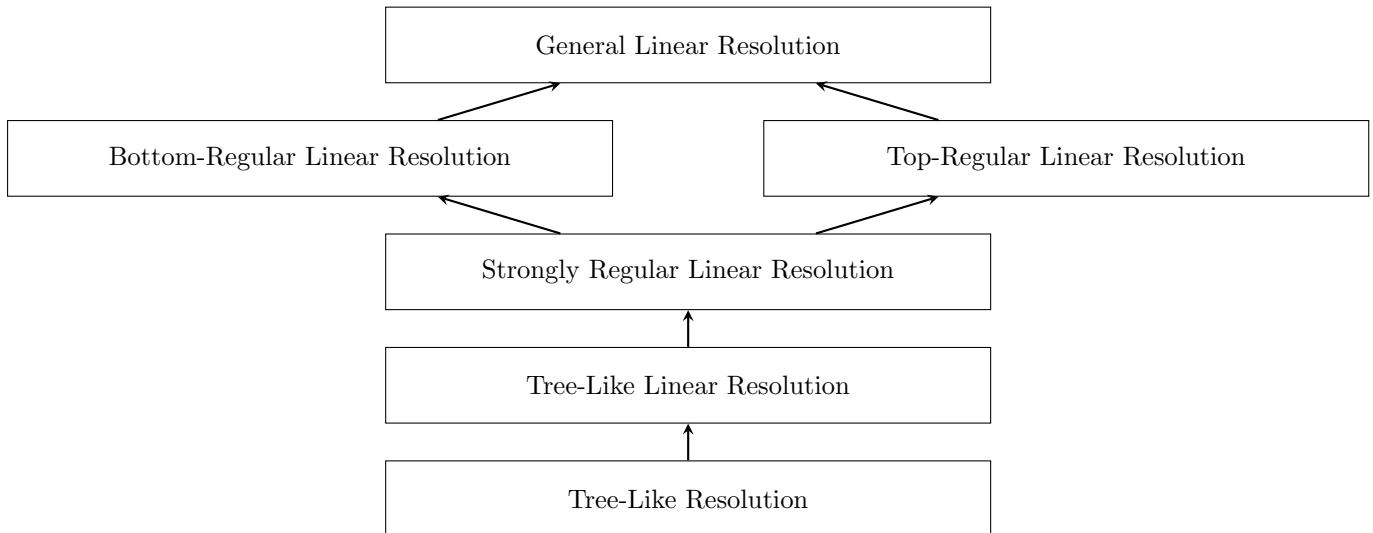 General Linear Resolution
Bottom-Regular Linear Resolution
Top-Regular Linear Resolution
Strongly Regular Linear Resolution
Tree-Like Linear Resolution
Tree-Like Resolution